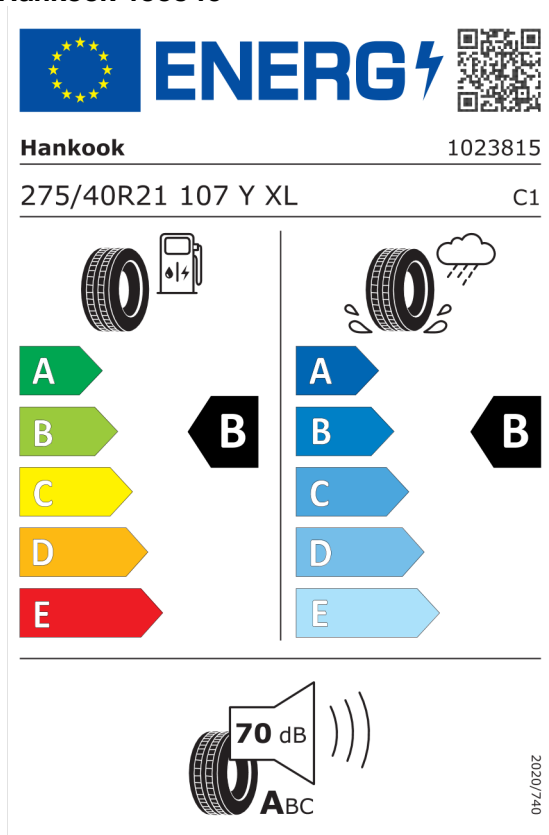 ENERG
Hankook 1023815
275/40R21 107 Y XL C1
A A
B B B B
C C
D D
E E
70 dB
ABC
2020/740